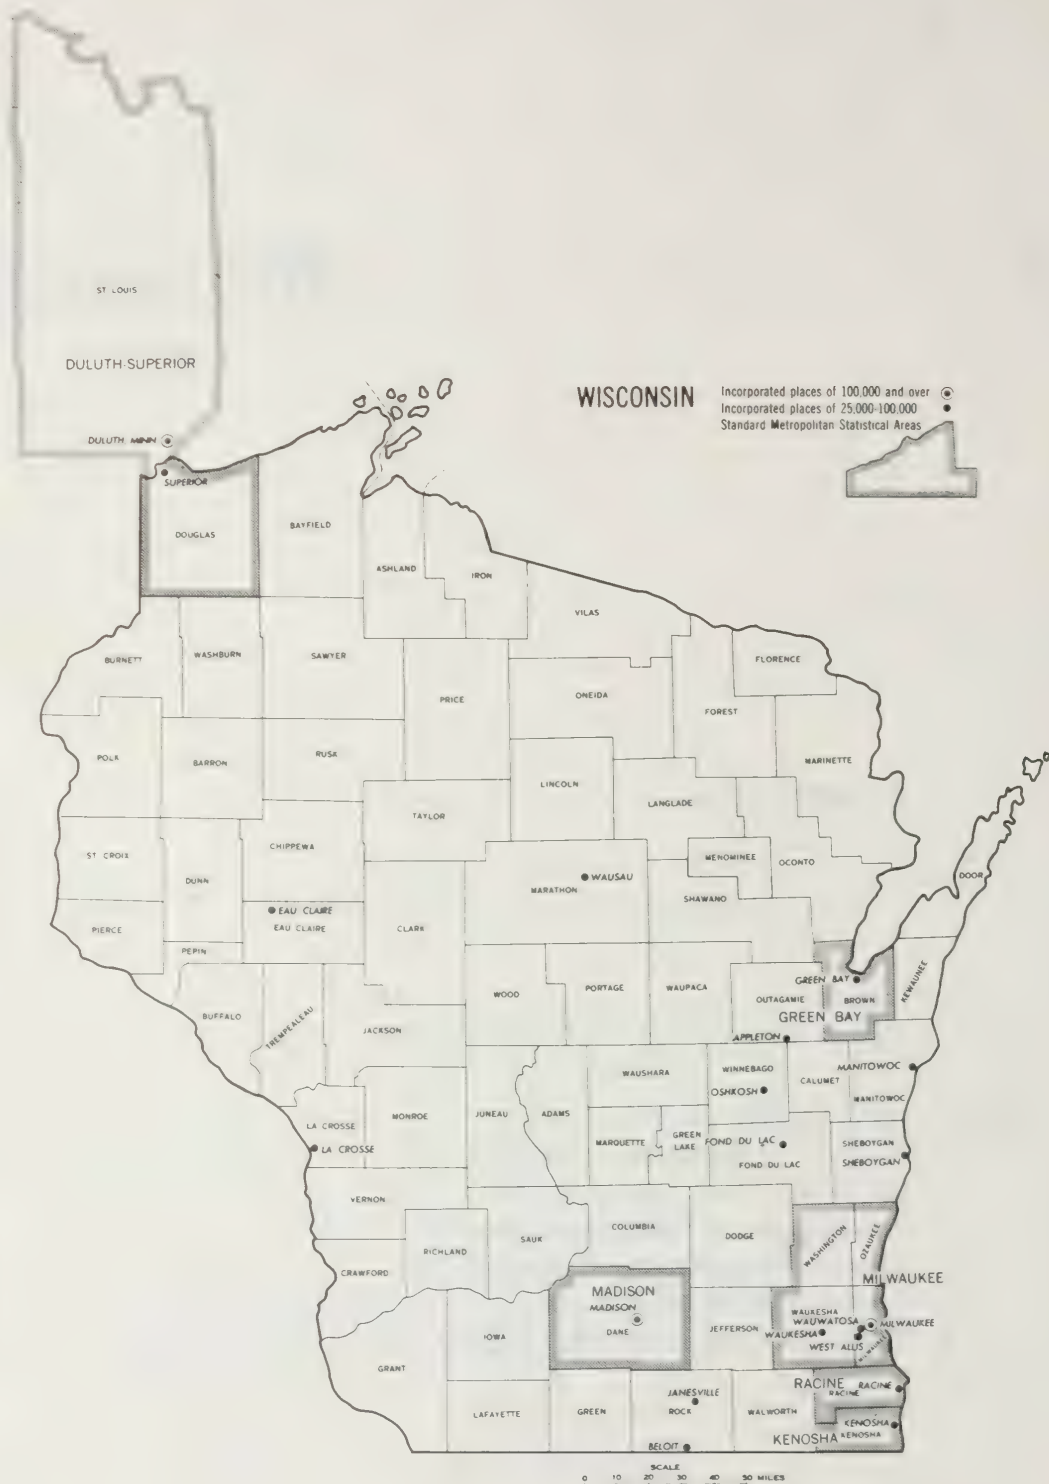 ST LOUIS
DULUTH-SUPERIOR
WISCONSIN
Incorporated places of 100,000 and over
Incorporated places of 25,000-100,000
Standard Metropolitan Statistical Areas
DULUTH MINN
SUPERIOR
DOUGLAS
BAYFIELD
ASHLAND
IRON
VILAS
BURNETT
WASHBURN
SAWYER
FLORENCE
PRICE
ONEIDA
FOREST
POLK
BARRON
RUSK
MARINETTE
LINCOLN
LANGLADE
TAYLOR
ST CROIX
CHIPPEWA
MENOMINEE
OCONTO
DUNN
WAUSAU
MARATHON
DOOR
SHAWANO
EAU CLAIRE
EAU CLAIRE
PIERCE
CLARK
PEPIN
GREEN BAY
KEWAUNEE
WOOD
PORTAGE
WAUPACA
OUTAGAMIE
BROWN
GREEN BAY
BUFFALO
TREMPEALEAU
JACKSON
APPLETON
WAUSHARA
WINNEBAGO
CALUMET
MANITOWOC
MANITOWOC
OSHKOSH
MONROE
JUNEAU
ADAMS
LA CROSSE
LA CROSSE
MARQUETTE
GREEN
LAKE
FOND DU LAC
FOND DU LAC
SHEBOYGAN
SHEBOYGAN
VERNON
RICHLAND
SAUK
COLUMBIA
DODGE
WASHINGTON
OZAUKEE
CRAWFORD
MILWAUKEE
MADISON
MADISON
DANE
JEFFERSON
WAUKESHA
WAUWATOSA
MILWAUKEE
WAUKESHA
WEST ALLIS
MILWAUKEE
IOWA
GRANT
RACINE
RACINE
RACINE
LAFAYETTE
GREEN
JANESVILLE
ROCK
WALWORTH
KENOSHA
KENOSHA
KENOSHA
BELOIT
SCALE
0 10 20 30 40 50 MILES